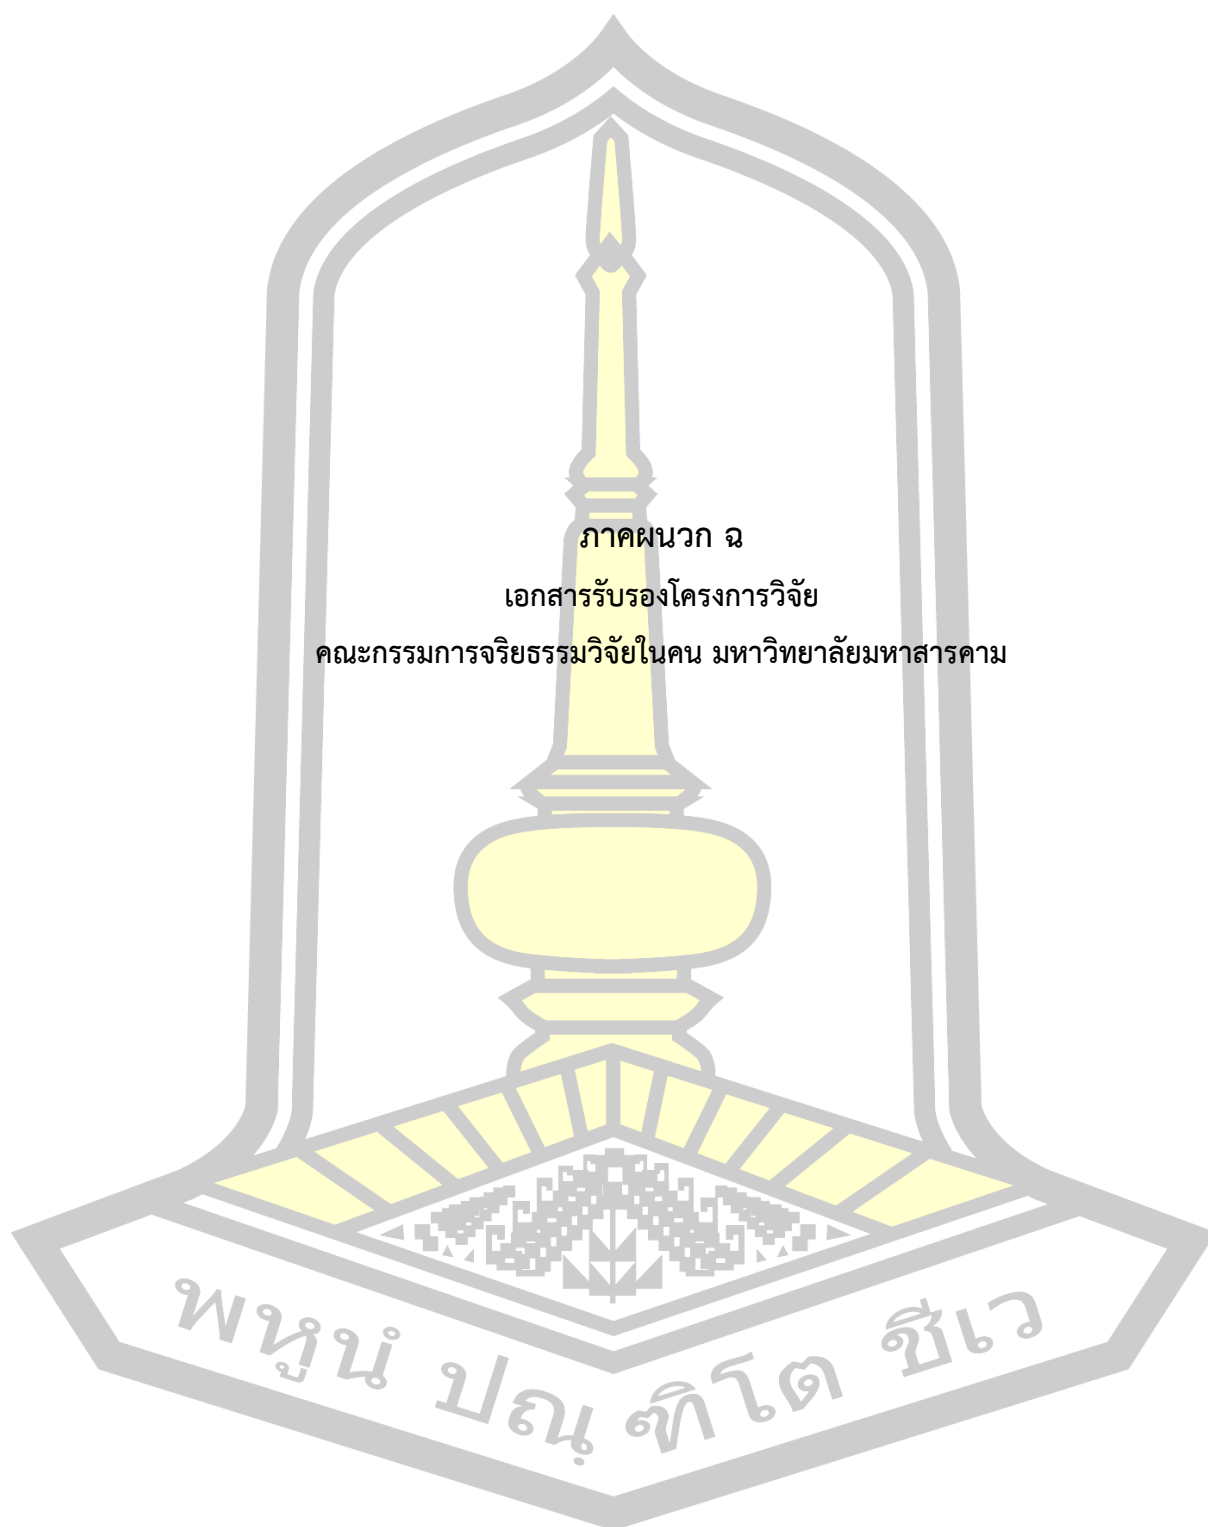 ภาคผนวก ฉ
เอกสารรับรองโครงการวิจัย
คณะกรรมการจริยธรรมวิจัยในคน มหาวิทยาลัยมหาสารคาม
พหูนํ ปณฺฑิโต ชีเว